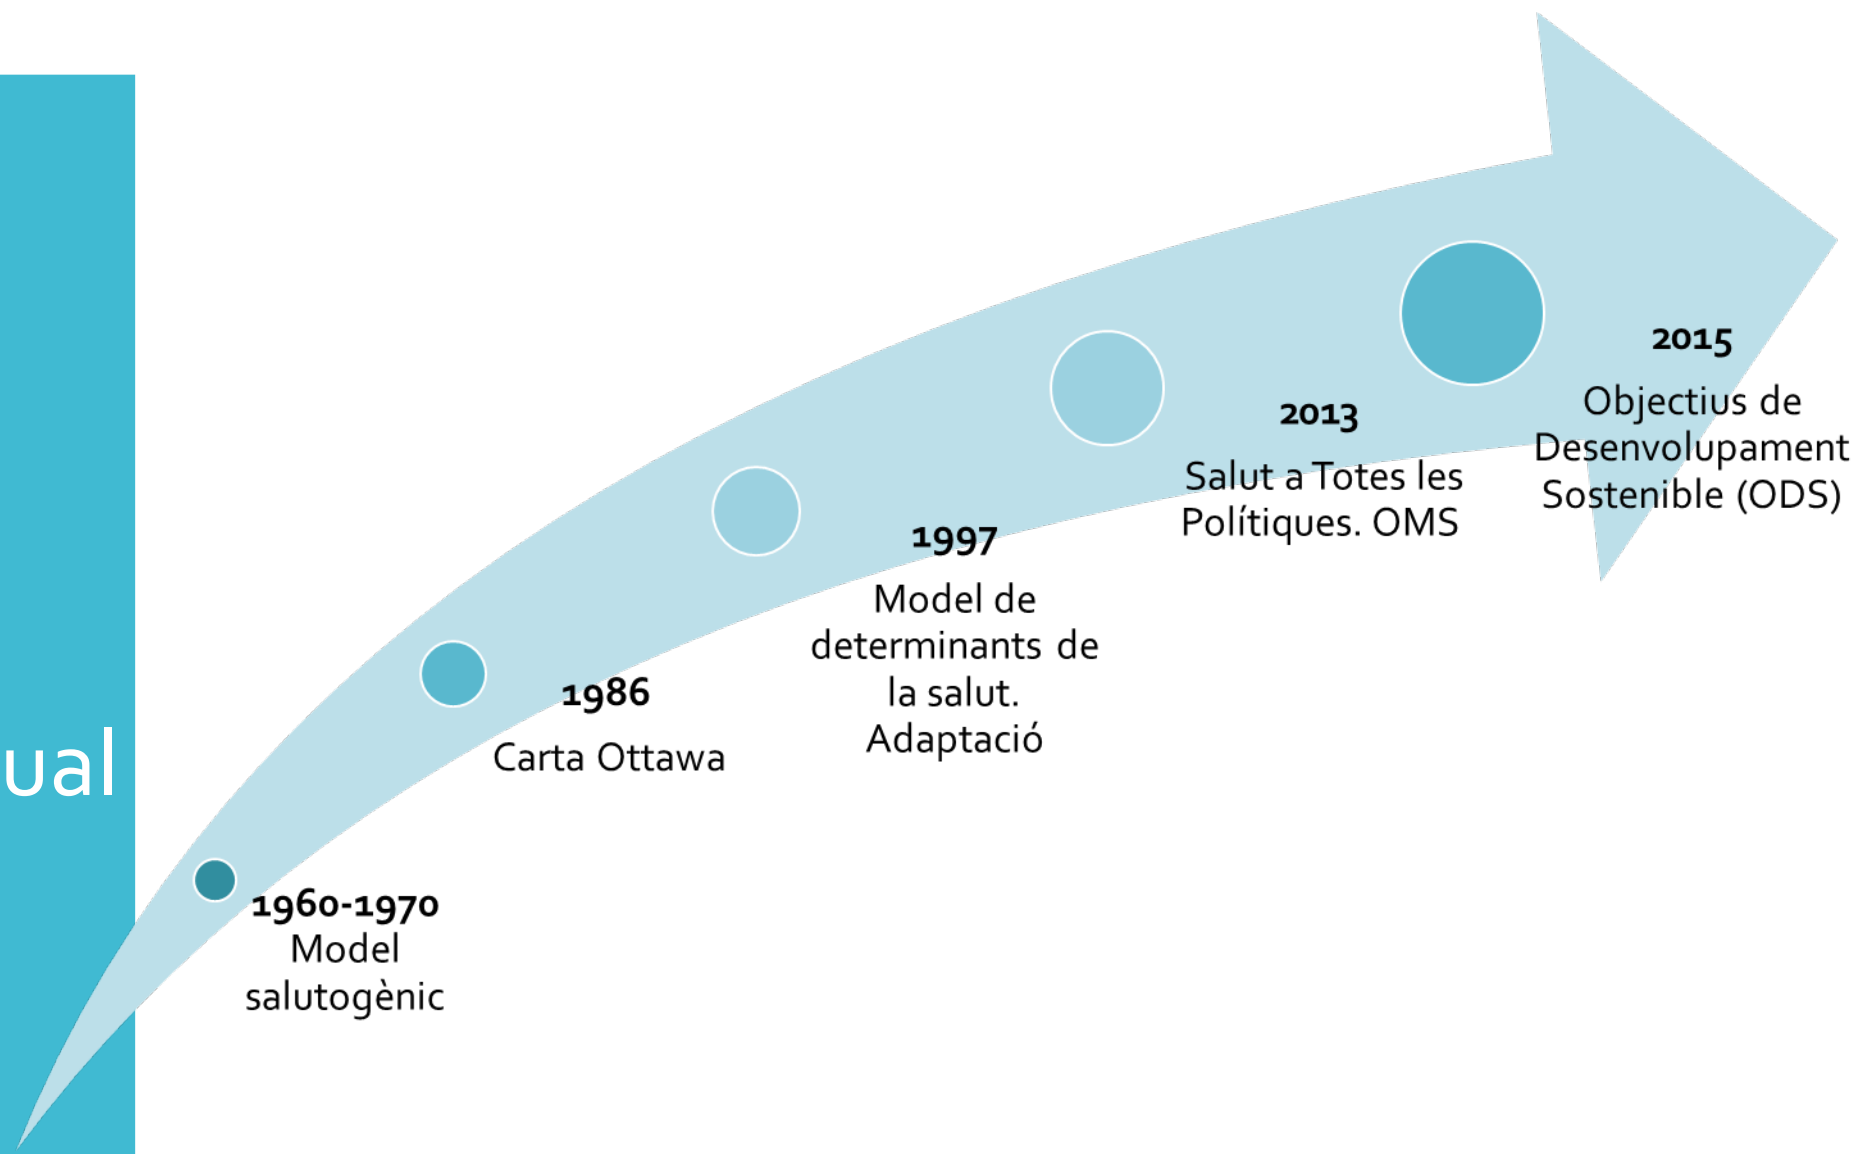 ual
1960-1970
Model
salutogènic
1986
Carta Ottawa
1997
Model de
determinants de
la salut.
Adaptació
2013
Salut a Totes les
Polítiques. OMS
2015
Objectius de
Desenvolupament
Sostenible (ODS)